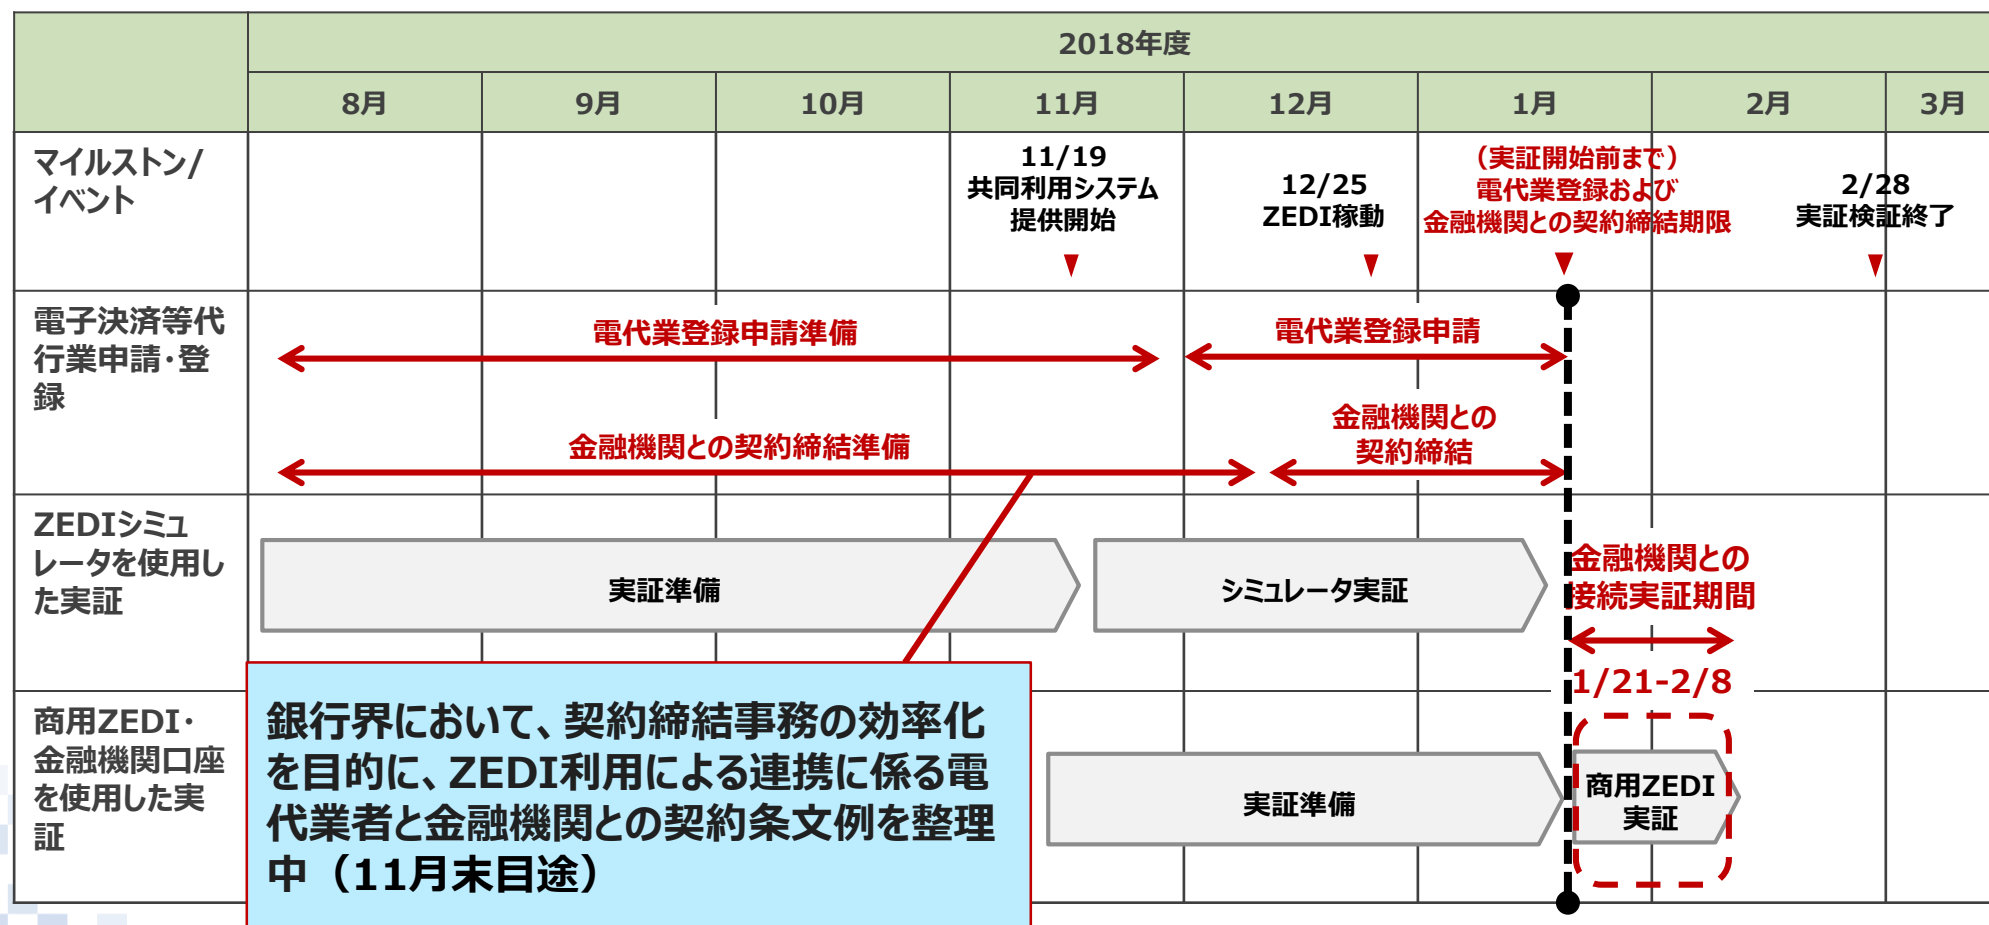 2018年度
8月
9月
10月
11月
12月
1月
2月
3月
マイルストン/
イベント
11/19
共同利用システム
提供開始
12/25
ZEDI稼動
（実証開始前まで）
電代業登録および
金融機関との契約締結期限
2/28
実証検証終了
電子決済等代
行業申請・登
録
電代業登録申請準備
電代業登録申請
金融機関との契約締結準備
金融機関との
契約締結
ZEDIシミュ
レータを使用し
た実証
実証準備
シミュレータ実証
金融機関との
接続実証期間
1/21-2/8
商用ZEDI・
金融機関口座
を使用した実
証
銀行界において、契約締結事務の効率化
を目的に、ZEDI利用による連携に係る電
代業者と金融機関との契約条文例を整理
中（11月末目途）
実証準備
商用ZEDI
実証